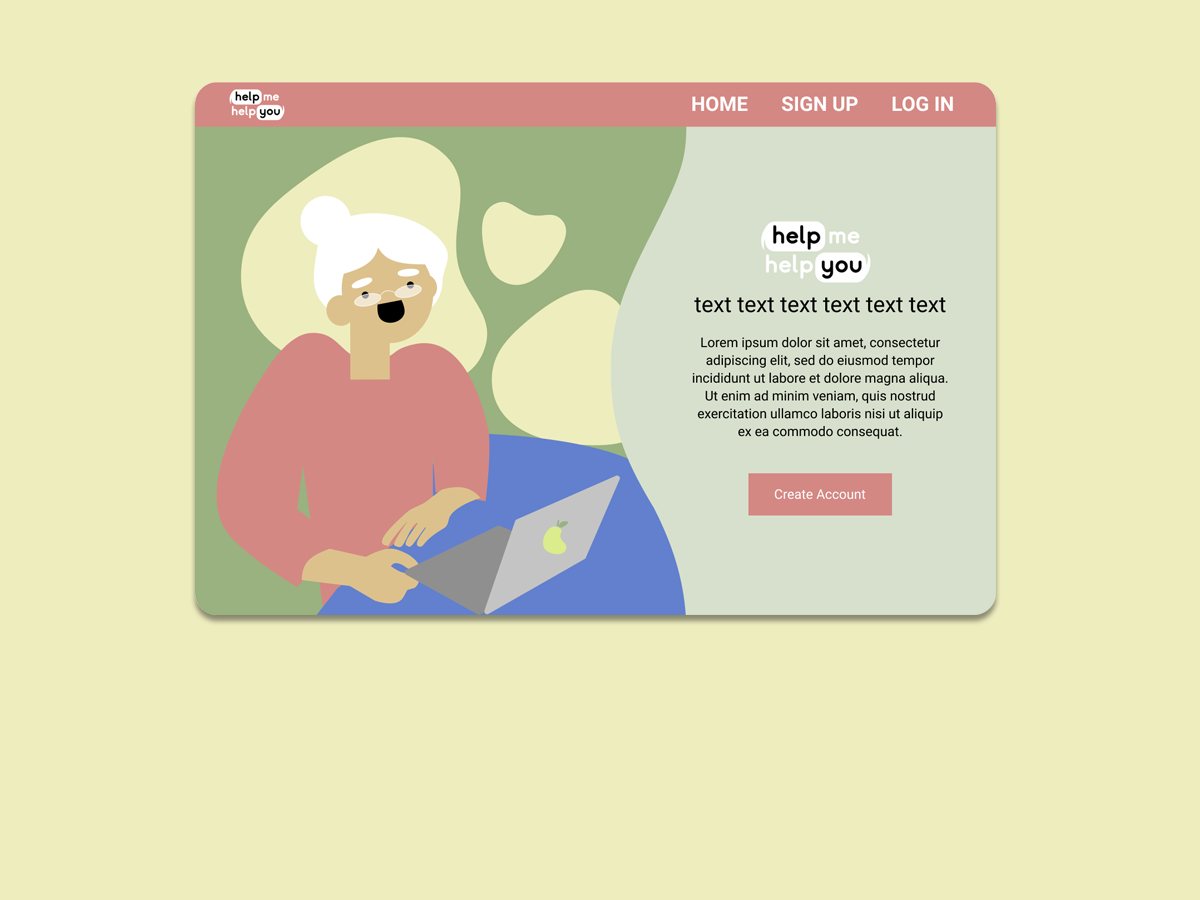 help me
help you
HOME SIGN UP LOG IN
help me
help you
text text text text text text
Lorem ipsum dolor sit amet, consectetur
adipiscing elit, sed do eiusmod tempor
incididunt ut labore et dolore magna aliqua.
Ut enim ad minim veniam, quis nostrud
exercitation ullamco laboris nisi ut aliquip
ex ea commodo consequat.
Create Account